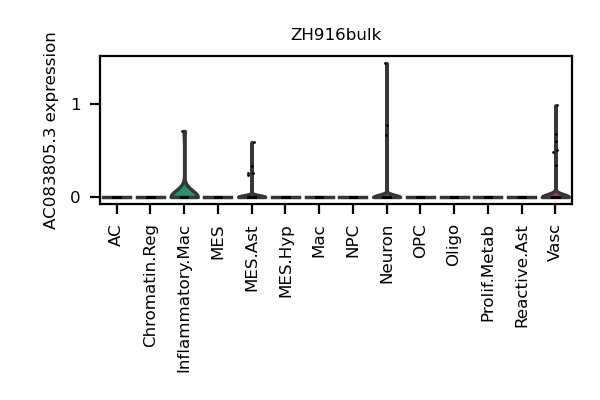 ZH916bulk
AC083805.3 expression
1
0
AC
Chromatin.Reg
Inflammatory.Mac
MES
MES.Ast
MES.Hyp
Mac
NPC
Neuron
OPC
Oligo
Prolif.Metab
Reactive.Ast
Vasc